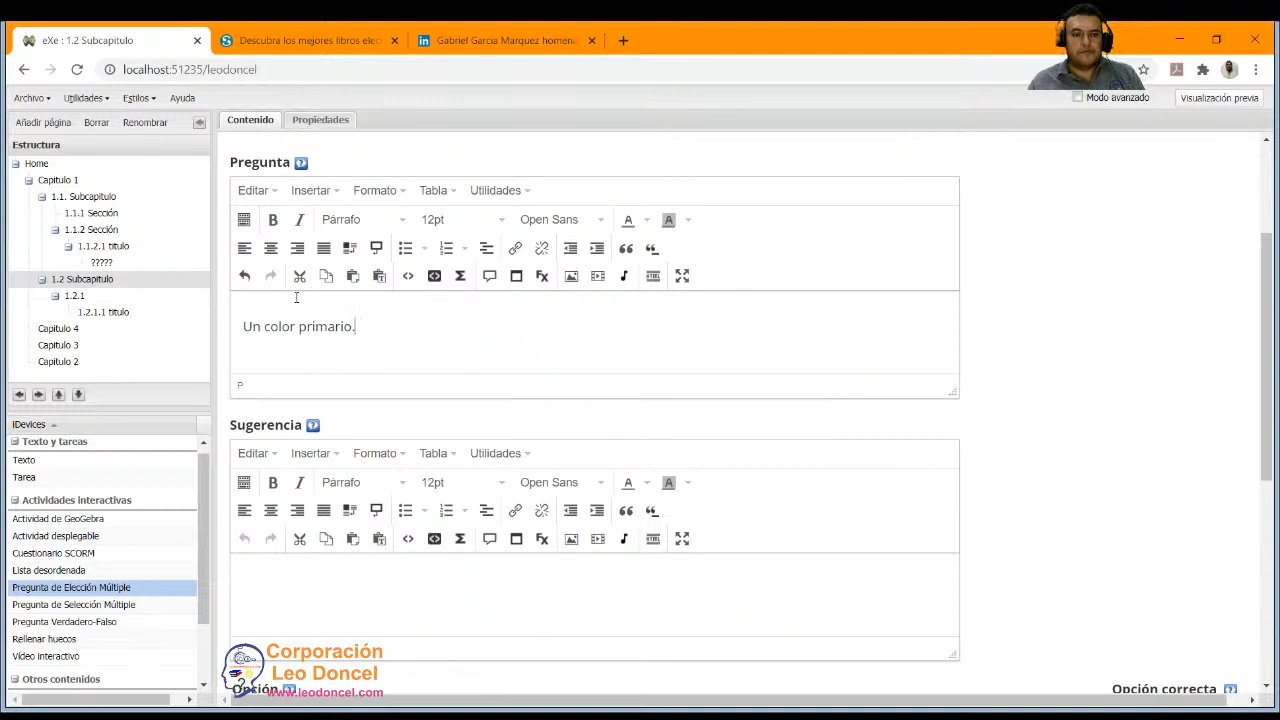 eXe : 1.2 Subcapitulo
Descubra los mejores libros elec
Gabriel García Marquez homena
localhost:51235/leodoncel
Archivo
Utilidades
Estilos
Ayuda
Modo avanzado
Visualización previa
Añadir página
Borrar
Renombrar
Contenido
Propiedades
Estructura
Home
Capitulo 1
1.1. Subcapitulo
1.1.1 Sección
1.1.2 Sección
1.1.2.1 titulo
?????
1.2 Subcapitulo
1.2.1
1.2.1.1 titulo
Capitulo 4
Capitulo 3
Capitulo 2
iDevices
Texto y tareas
Texto
Tarea
Actividades interactivas
Actividad de GeoGebra
Actividad desplegable
Cuestionario SCORM
Lista desordenada
Pregunta de Elección Múltiple
Pregunta de Selección Múltiple
Pregunta Verdadero-Falso
Rellenar huecos
Vídeo interactivo
Otros contenidos
Pregunta
Editar Insertar Formato Tabla Utilidades
B I Párrafo 12pt Open Sans A A
Fx
Un color primario.
P
Sugerencia
Editar Insertar Formato Tabla Utilidades
B I Párrafo 12pt Open Sans A A
Fx
Opción
Opción correcta
Corporación
Leo Doncel
www.leodoncel.com